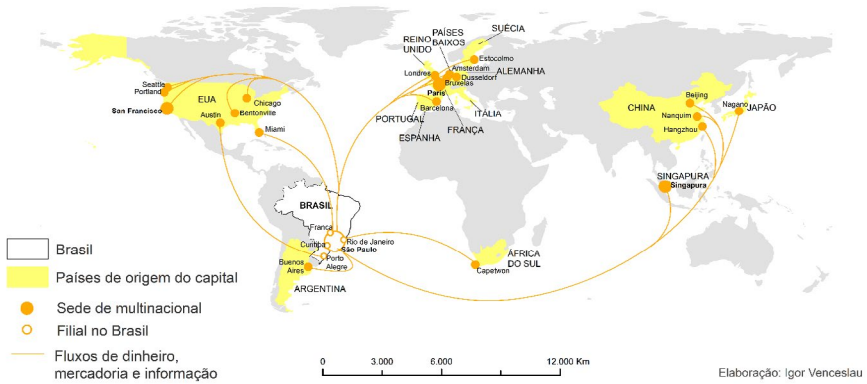 SUÉCIA
PAÍSES
BAIXOS
REINO
UNIDO
Estocolmo
Amsterdam
Londres
Dusseldorf
ALEMANHA
Bruxelas
Paris
Barcelona
ITÁLIA
PORTUGAL
ESPANHA
FRANÇA
Seattle
Portland
EUA
Chicago
San Francisco
Bentonville
Austin
Miami
Beijing
CHINA
Nagano
JAPÃO
Nanquim
Hangzhou
SINGAPURA
Singapura
BRASIL
Franca
Rio de Janeiro
Curitiba
São Paulo
Porto
Alegre
Buenos
Aires
ARGENTINA
ÁFRICA
DO SUL
Capetwon
Brasil
Países de origem do capital
Sede de multinacional
Filial no Brasil
Fluxos de dinheiro,
mercadoria e informação
0 3.000 6.000 12.000 Km
Elaboração: Igor Venceslau